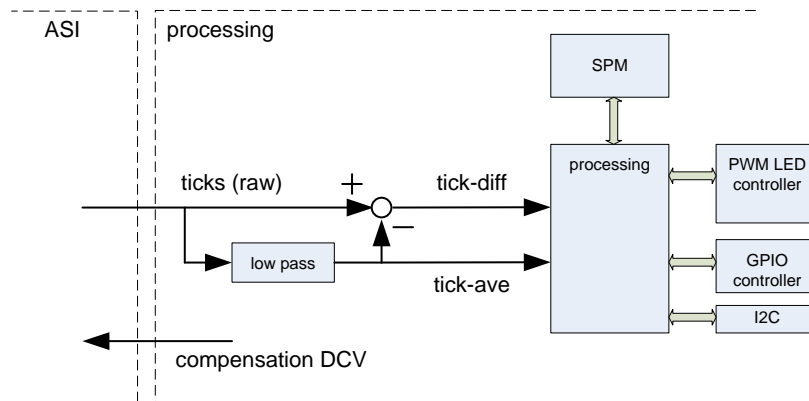 ASI
processing
SPM
processing
PWM LED
controller
ticks (raw)
+
tick-diff
−
low pass
tick-ave
GPIO
controller
I2C
compensation DCV